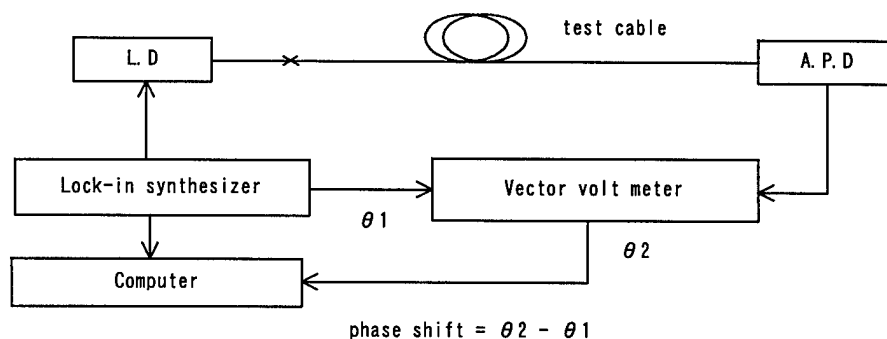 test cable
L.D
A.P.D
Lock-in synthesizer
Vector volt meter
θ1
θ2
Computer
phase shift = θ2 - θ1